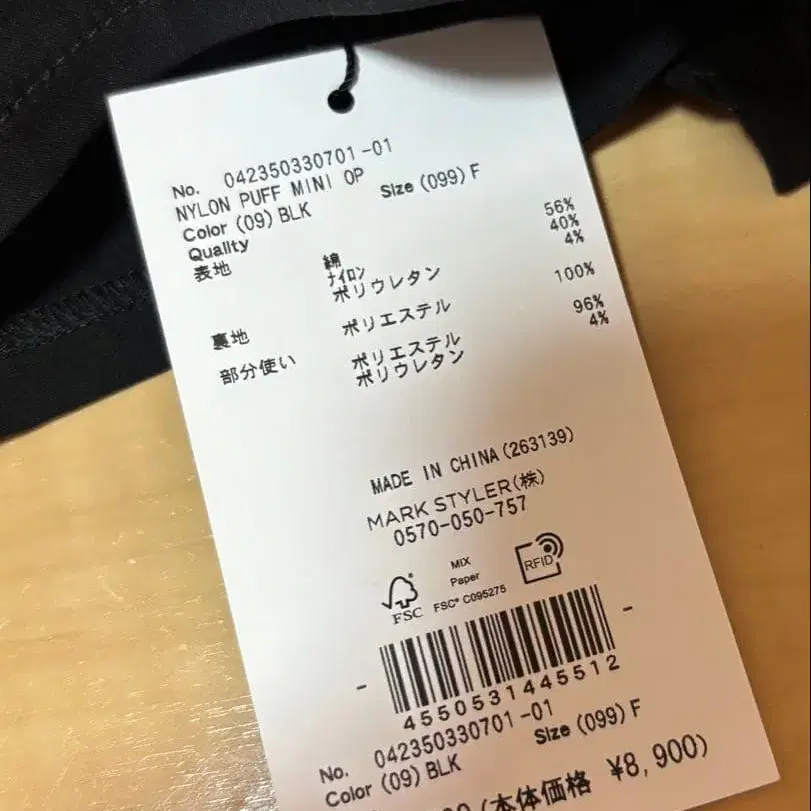 No. 042350330701-01
NYLON PUFF MINI OP
Color (09) BLK Size (099) F
Quality
表地 綿 56%
ナイロン 40%
ポリウレタン 4%
裏地 ポリエステル 100%
部分使い ポリエステル 96%
ポリウレタン 4%
MADE IN CHINA (263139)
MARK STYLER(株)
0570-050-757
MIX
Paper
FSC® C095275
FSC®
RFID
4550531445512
No. 042350330701-01
Color (09) BLK Size (099) F
(本体価格 ¥8,900)